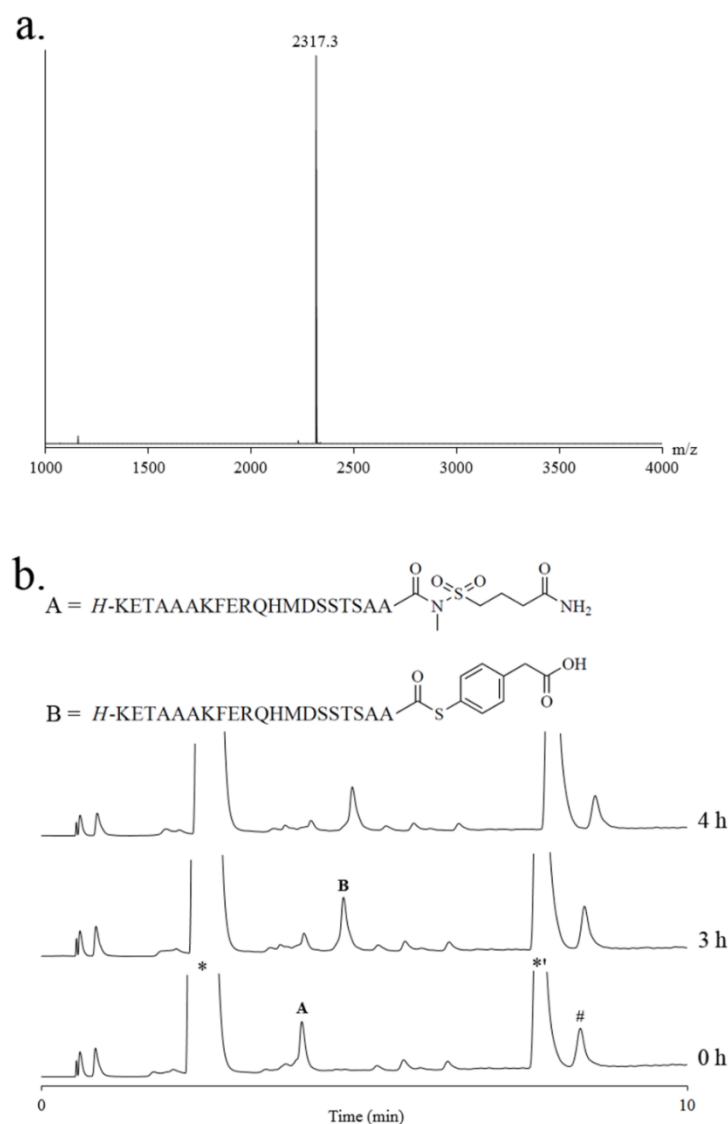 a.
2317.3
1000 1500 2000 2500 3000 3500 4000 m/z
b.
A = H-KETAAAKFERQHMDSSTSAA O N O S O O NH2
B = H-KETAAAKFERQHMDSSTSAA O S OH O
4 h
B
3 h
* *'
A # 0 h
0 10
Time (min)